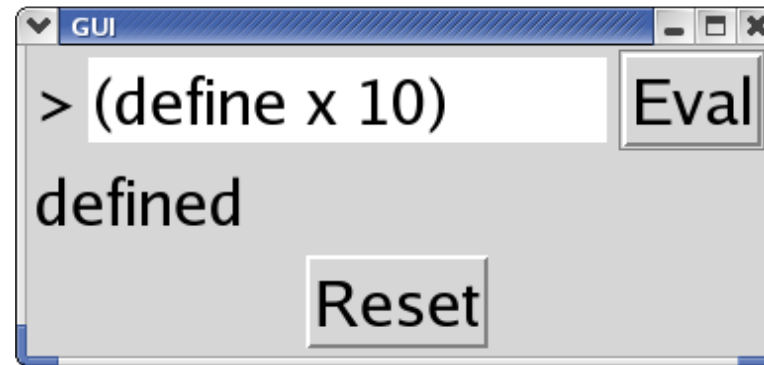 GUI
> (define x 10) Eval
defined
Reset